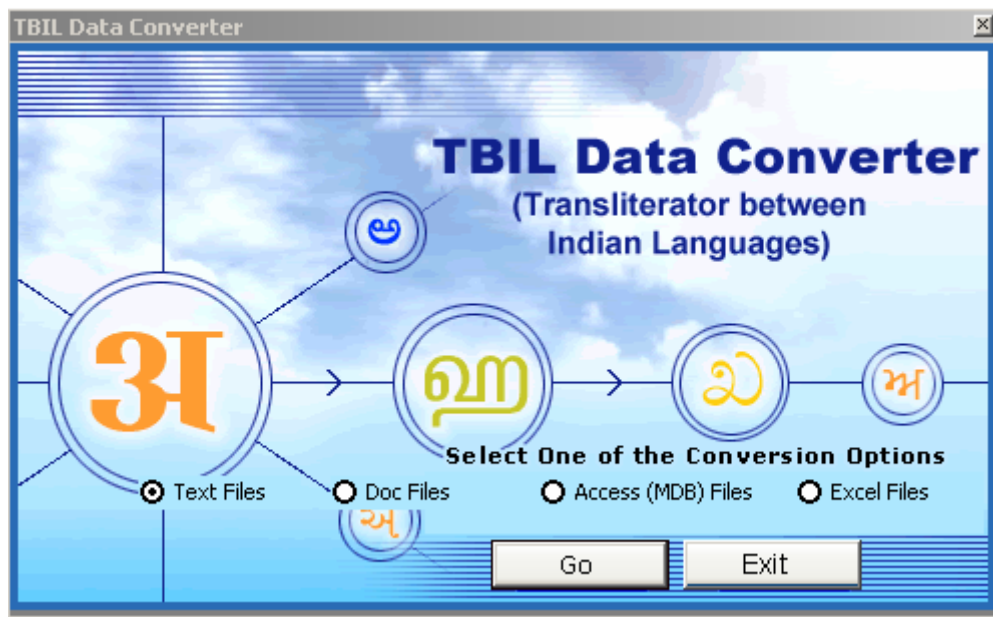 TBIL Data Converter
TBIL Data Converter
(Transliterator between
Indian Languages)
అ
अ
ஹ
ఖ
ਅ
Select One of the Conversion Options
Text Files
Doc Files
Access (MDB) Files
Excel Files
અ
Go
Exit